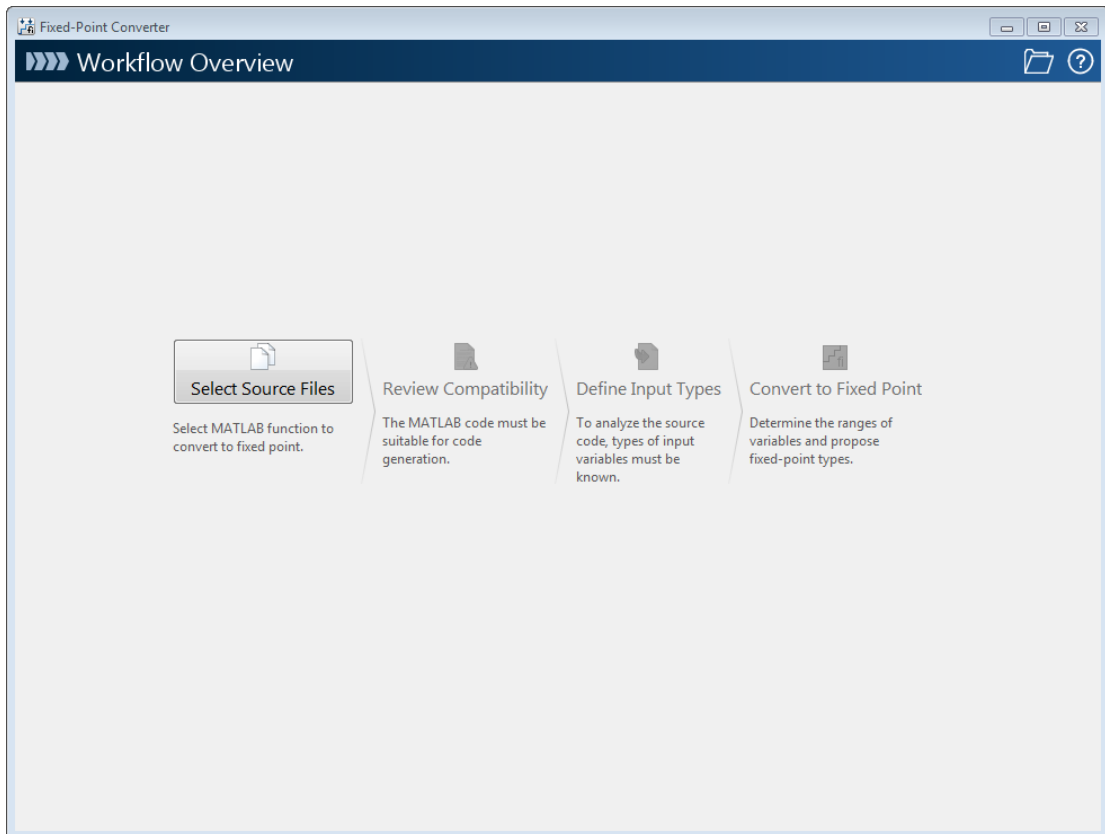 Fixed-Point Converter
Workflow Overview
Select Source Files
Select MATLAB function to
convert to fixed point.
Review Compatibility
The MATLAB code must be
suitable for code
generation.
Define Input Types
To analyze the source
code, types of input
variables must be
known.
Convert to Fixed Point
Determine the ranges of
variables and propose
fixed-point types.